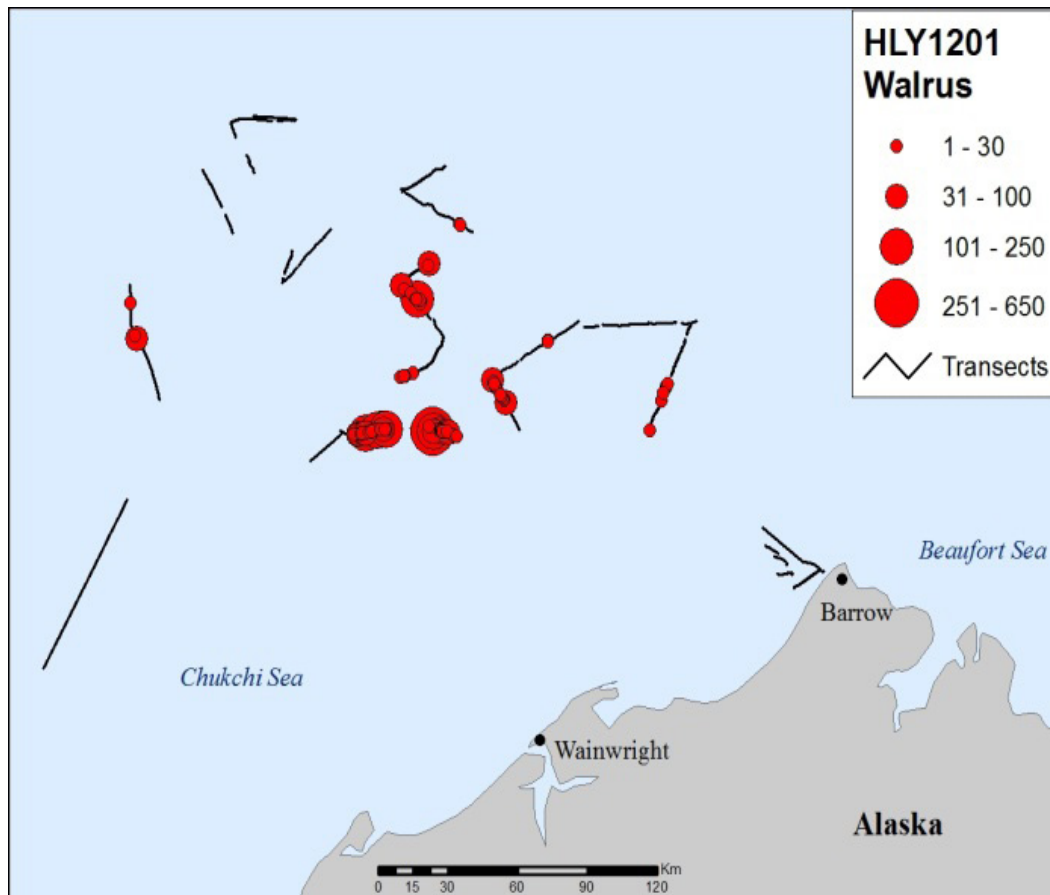 HLY1201
Walrus
1 - 30
31 - 100
101 - 250
251 - 650
Transects
Beaufort Sea
Barrow
Chukchi Sea
Wainwright
Alaska
Km
0 15 30 60 90 120